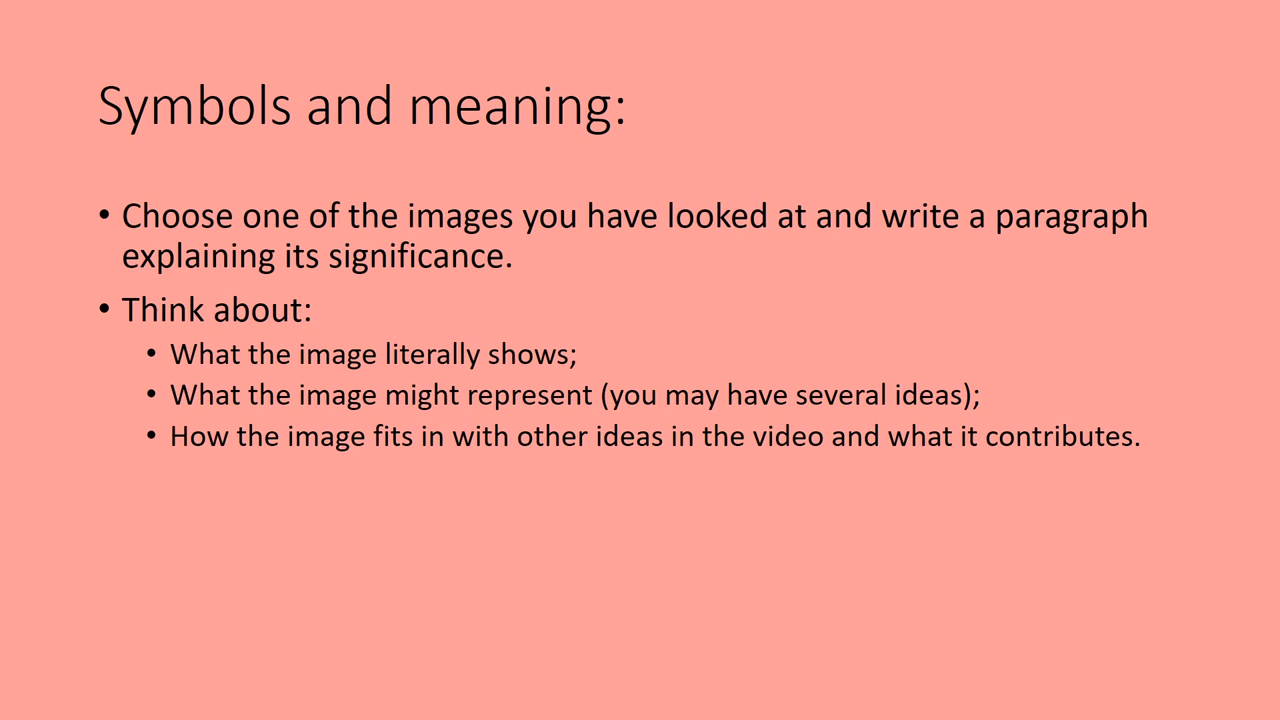 Symbols and meaning:
• Choose one of the images you have looked at and write a paragraph
explaining its significance.
• Think about:
• What the image literally shows;
• What the image might represent (you may have several ideas);
• How the image fits in with other ideas in the video and what it contributes.